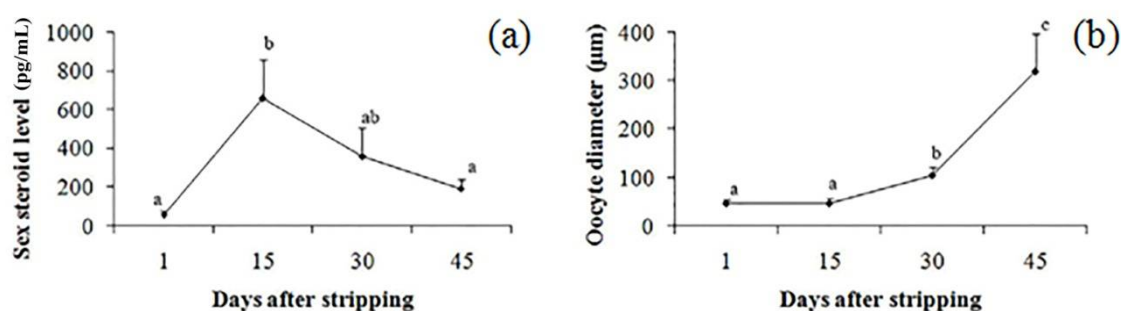 (a)
Sex steroid level (pg/mL)
1000
800
600
400
200
0
a
b
ab
a
1 15 30 45
Days after stripping
(b)
Oocyte diameter (μm)
400
300
200
100
0
a
a
b
c
1 15 30 45
Days after stripping